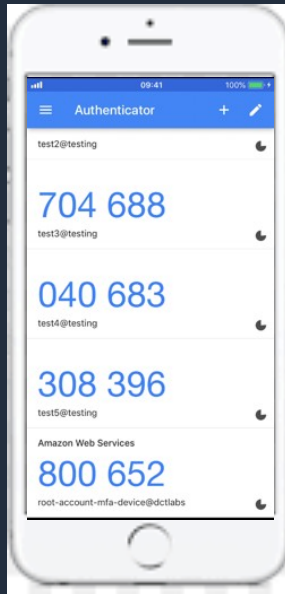 09:41
100%
Authenticator
test2@testing
704 688
test3@testing
040 683
test4@testing
308 396
test5@testing
Amazon Web Services
800 652
root-account-mfa-device@dctlabs